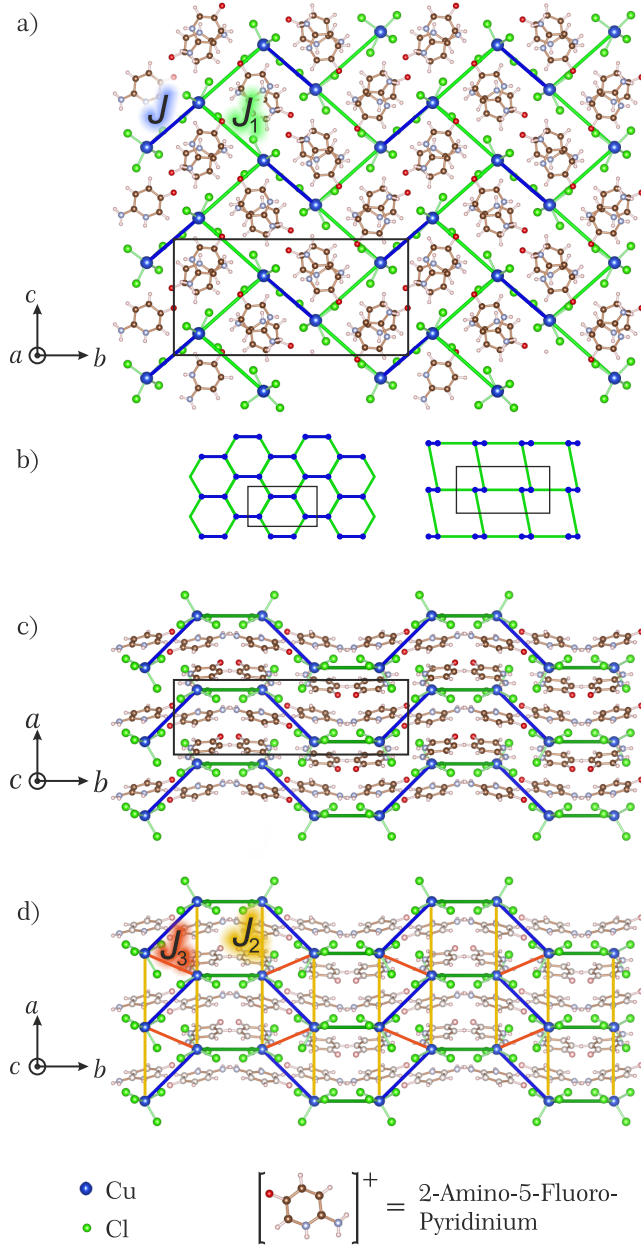 a)
J
J1
c
a
b
b)
c)
a
c
b
d)
J3
J2
a
c
b
Cu
Cl
+
= 2-Amino-5-Fluoro-
Pyridinium